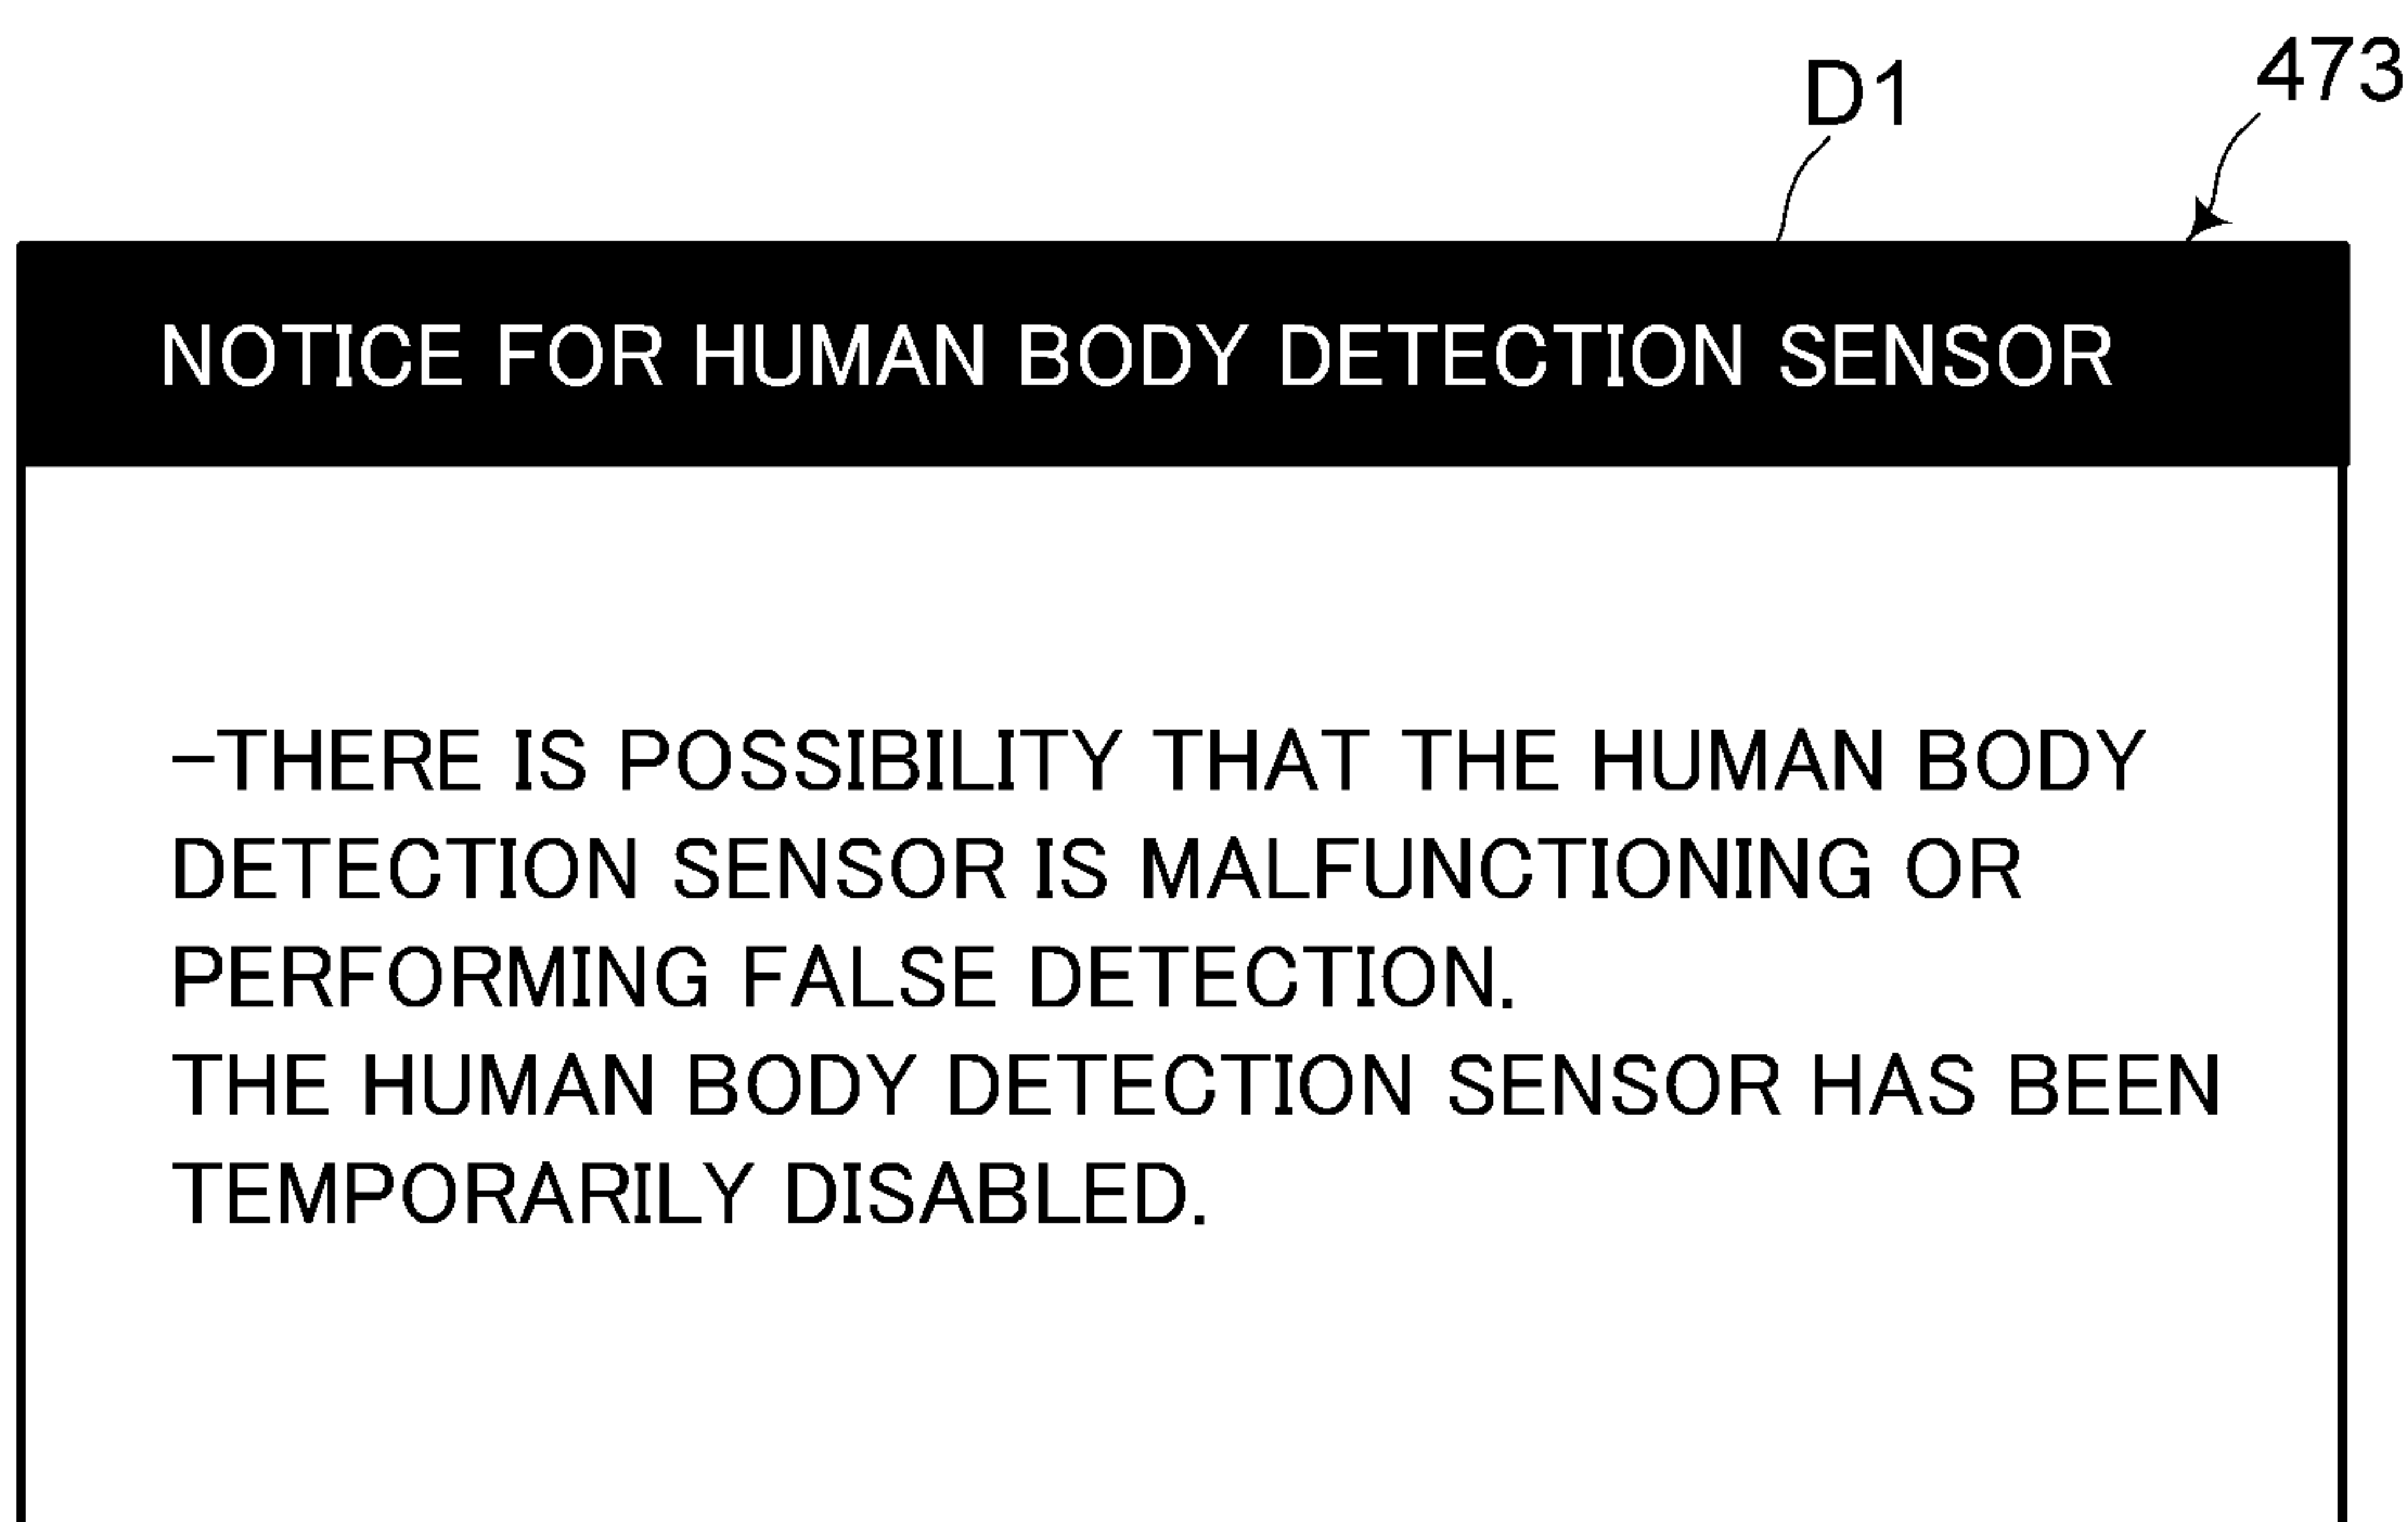 D1
473
NOTICE FOR HUMAN BODY DETECTION SENSOR
–THERE IS POSSIBILITY THAT THE HUMAN BODY
DETECTION SENSOR IS MALFUNCTIONING OR
PERFORMING FALSE DETECTION.
THE HUMAN BODY DETECTION SENSOR HAS BEEN
TEMPORARILY DISABLED.